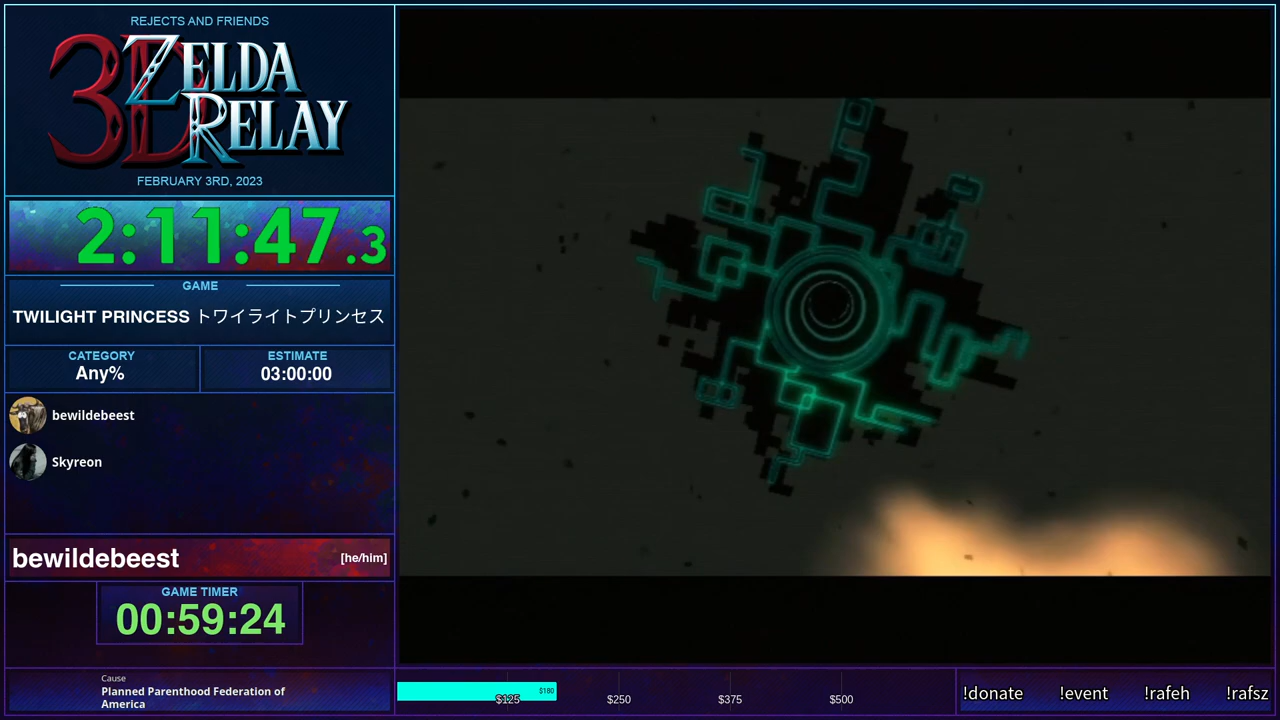 REJECTS AND FRIENDS
3D ZELDA
RELAY
FEBRUARY 3RD, 2023
2:11:47.3
GAME
TWILIGHT PRINCESS トワイライトプリンセス
CATEGORY
Any%
ESTIMATE
03:00:00
bewildebeest
Skyreon
bewildebeest [he/him]
GAME TIMER
00:59:24
Cause
Planned Parenthood Federation of
America
$180
$125 $250 $375 $500
!donate !event !rafeh !rafsz